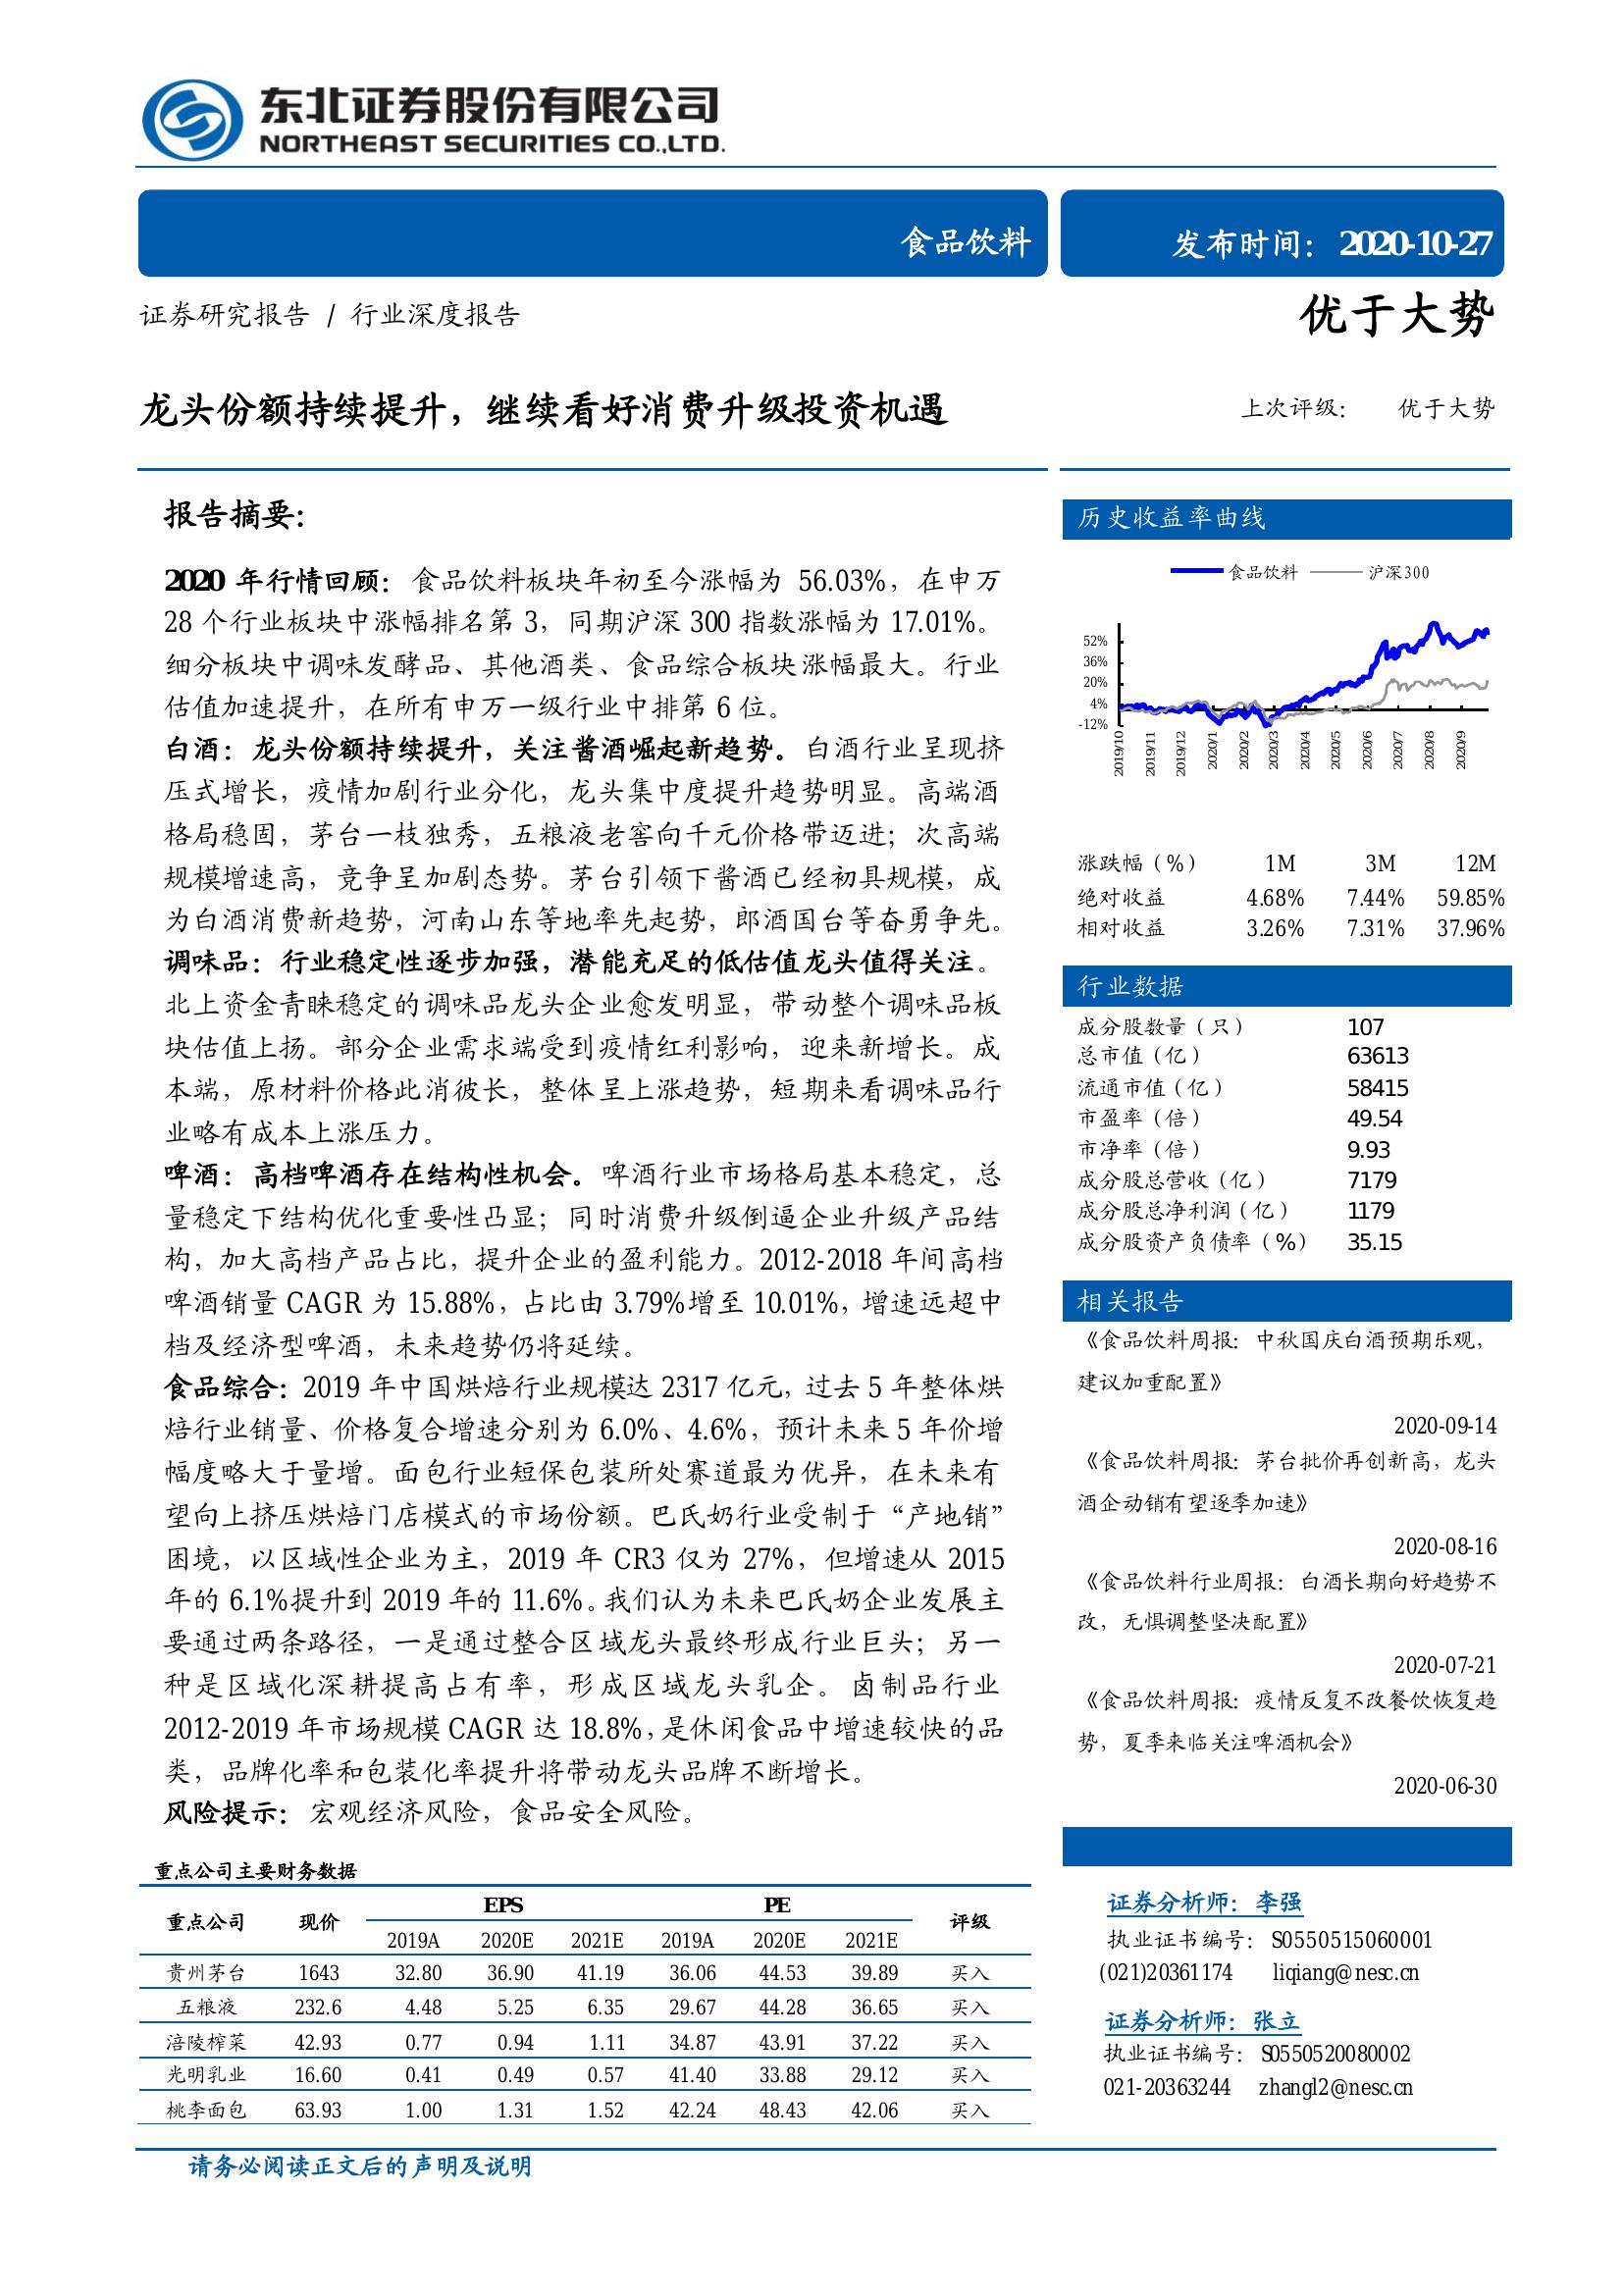 东北证券股份有限公司
NORTHEAST SECURITIES CO.,LTD.
食品饮料
发布时间：2020-10-27
证券研究报告 / 行业深度报告
优于大势
龙头份额持续提升，继续看好消费升级投资机遇
上次评级： 优于大势
报告摘要：
2020 年行情回顾：食品饮料板块年初至今涨幅为 56.03%，在申万
28 个行业板块中涨幅排名第 3，同期沪深 300 指数涨幅为 17.01%。
细分板块中调味发酵品、其他酒类、食品综合板块涨幅最大。行业
估值加速提升，在所有申万一级行业中排第 6 位。
白酒：龙头份额持续提升，关注酱酒崛起新趋势。白酒行业呈现挤
压式增长，疫情加剧行业分化，龙头集中度提升趋势明显。高端酒
格局稳固，茅台一枝独秀，五粮液老窖向千元价格带迈进；次高端
规模增速高，竞争呈加剧态势。茅台引领下酱酒已经初具规模，成
为白酒消费新趋势，河南山东等地率先起势，郎酒国台等奋勇争先。
调味品：行业稳定性逐步加强，潜能充足的低估值龙头值得关注。
北上资金青睐稳定的调味品龙头企业愈发明显，带动整个调味品板
块估值上扬。部分企业需求端受到疫情红利影响，迎来新增长。成
本端，原材料价格此消彼长，整体呈上涨趋势，短期来看调味品行
业略有成本上涨压力。
啤酒：高档啤酒存在结构性机会。啤酒行业市场格局基本稳定，总
量稳定下结构优化重要性凸显；同时消费升级倒逼企业升级产品结
构，加大高档产品占比，提升企业的盈利能力。2012-2018 年间高档
啤酒销量 CAGR 为 15.88%，占比由 3.79%增至 10.01%，增速远超中
档及经济型啤酒，未来趋势仍将延续。
食品综合：2019 年中国烘焙行业规模达 2317 亿元，过去 5 年整体烘
焙行业销量、价格复合增速分别为 6.0%、4.6%，预计未来 5 年价增
幅度略大于量增。面包行业短保包装所处赛道最为优异，在未来有
望向上挤压烘焙门店模式的市场份额。巴氏奶行业受制于“产地销”
困境，以区域性企业为主，2019 年 CR3 仅为 27%，但增速从 2015
年的 6.1%提升到 2019 年的 11.6%。我们认为未来巴氏奶企业发展主
要通过两条路径，一是通过整合区域龙头最终形成行业巨头；另一
种是区域化深耕提高占有率，形成区域龙头乳企。卤制品行业
2012-2019 年市场规模 CAGR 达 18.8%，是休闲食品中增速较快的品
类，品牌化率和包装化率提升将带动龙头品牌不断增长。
风险提示：宏观经济风险，食品安全风险。
重点公司主要财务数据
重点公司 现价 EPS PE 评级
2019A 2020E 2021E 2019A 2020E 2021E
贵州茅台 1643 32.80 36.90 41.19 36.06 44.53 39.89 买入
五粮液 232.6 4.48 5.25 6.35 29.67 44.28 36.65 买入
涪陵榨菜 42.93 0.77 0.94 1.11 34.87 43.91 37.22 买入
光明乳业 16.60 0.41 0.49 0.57 41.40 33.88 29.12 买入
桃李面包 63.93 1.00 1.31 1.52 42.24 48.43 42.06 买入
历史收益率曲线
食品饮料 沪深300
52%
36%
20%
4%
-12%
2019/10 2019/11 2019/12 2020/1 2020/2 2020/3 2020/4 2020/5 2020/6 2020/7 2020/8 2020/9
涨跌幅（%） 1M 3M 12M
绝对收益 4.68% 7.44% 59.85%
相对收益 3.26% 7.31% 37.96%
行业数据
成分股数量（只） 107
总市值（亿） 63613
流通市值（亿） 58415
市盈率（倍） 49.54
市净率（倍） 9.93
成分股总营收（亿） 7179
成分股总净利润（亿） 1179
成分股资产负债率（%） 35.15
相关报告
《食品饮料周报：中秋国庆白酒预期乐观，
建议加重配置》
2020-09-14
《食品饮料周报：茅台批价再创新高，龙头
酒企动销有望逐季加速》
2020-08-16
《食品饮料行业周报：白酒长期向好趋势不
改，无惧调整坚决配置》
2020-07-21
《食品饮料周报：疫情反复不改餐饮恢复趋
势，夏季来临关注啤酒机会》
2020-06-30
证券分析师：李强
执业证书编号：S0550515060001
(021)20361174 liqiang@nesc.cn
证券分析师：张立
执业证书编号：S0550520080002
021-20363244 zhangl2@nesc.cn
请务必阅读正文后的声明及说明